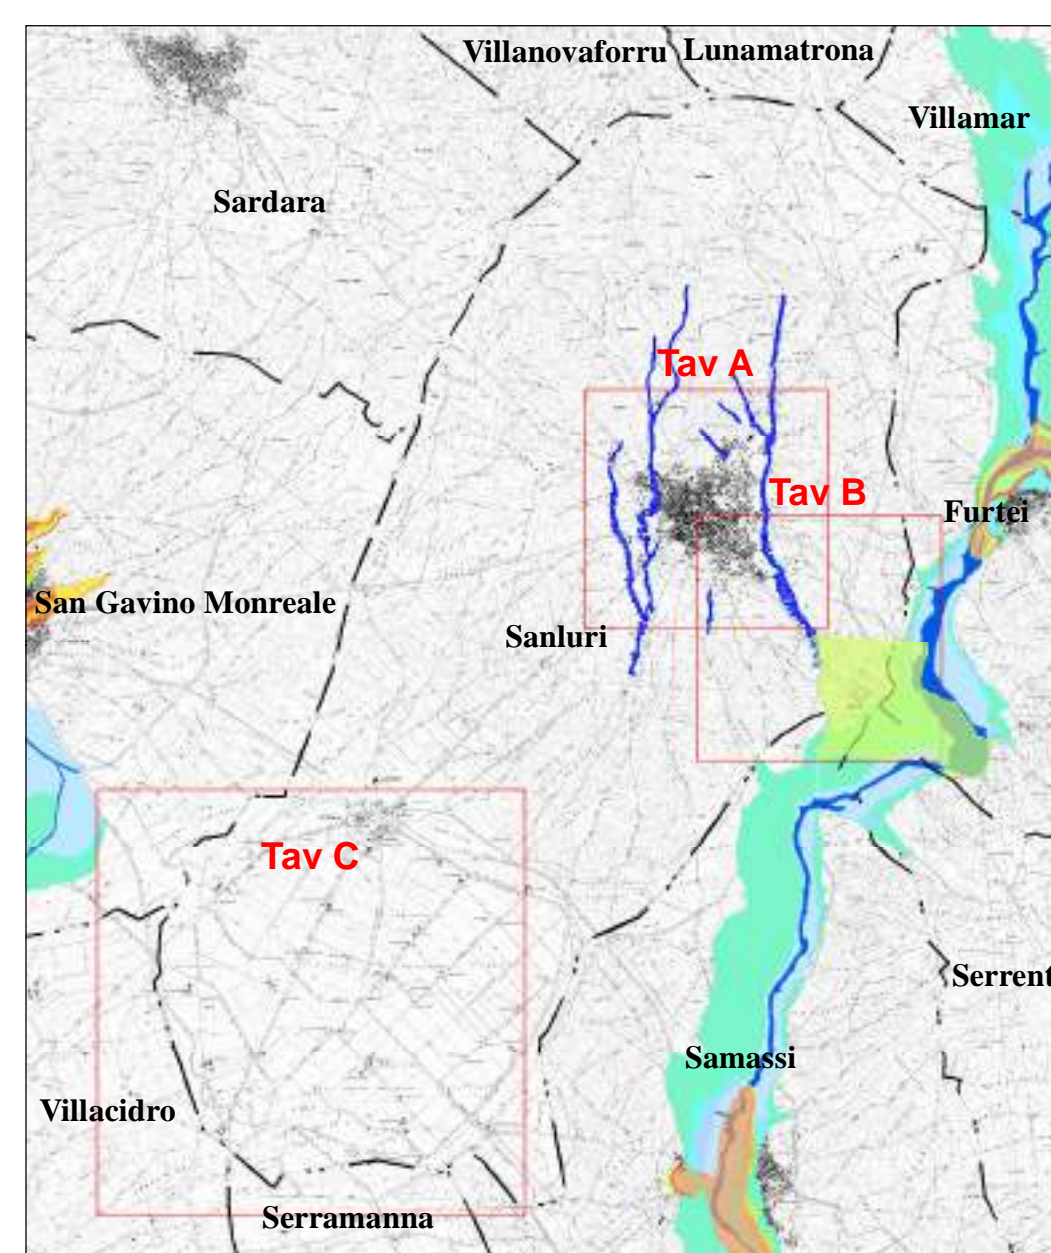 Villanovaforru
Lunamatrona
Villamar
Sardara
Tav A
Tav B
Furtei
San Gavino Monreale
Sanluri
Tav C
Serrent
Samassi
Villacidro
Serramanna